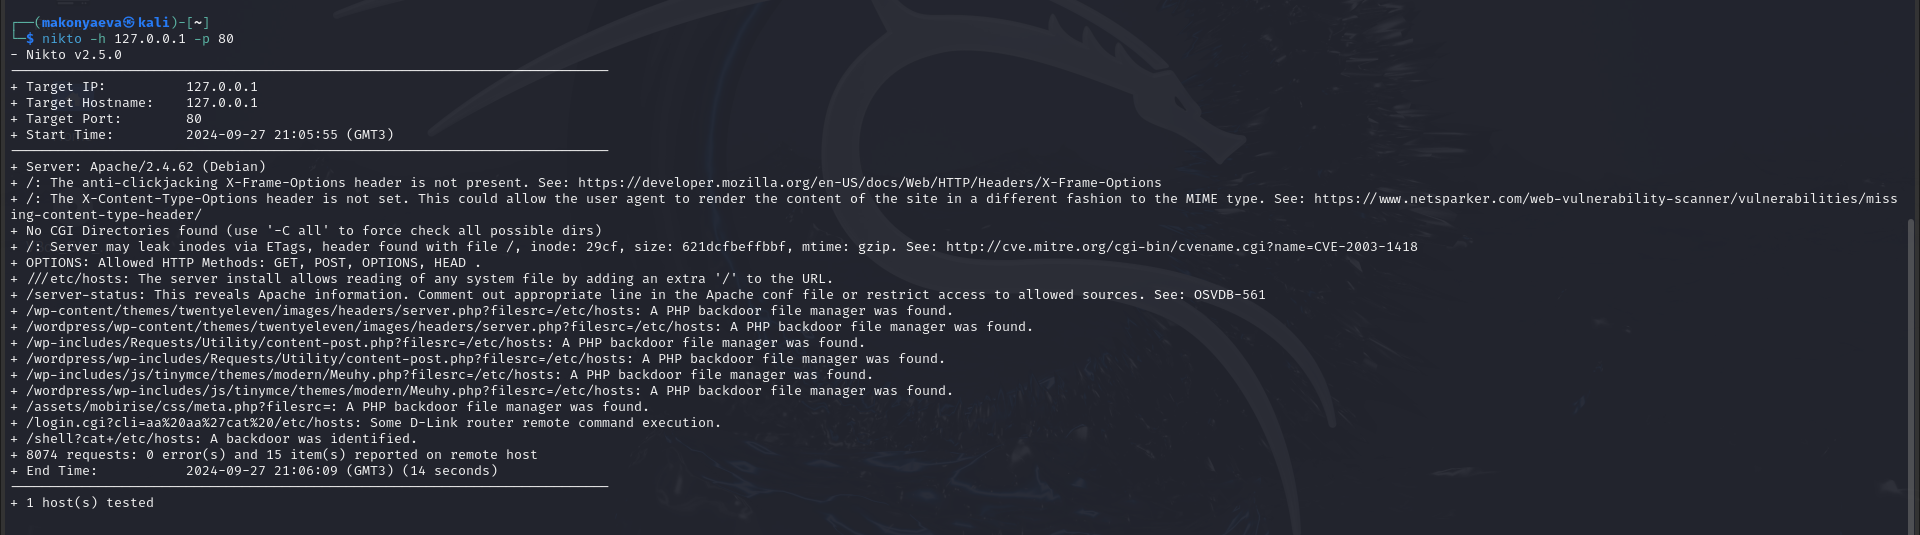 ┌──(makonyaeva㉿kali)-[~]
└─$ nikto -h 127.0.0.1 -p 80
- Nikto v2.5.0
---------------------------------------------------------------------------
+ Target IP:          127.0.0.1
+ Target Hostname:    127.0.0.1
+ Target Port:        80
+ Start Time:         2024-09-27 21:05:55 (GMT3)
---------------------------------------------------------------------------
+ Server: Apache/2.4.62 (Debian)
+ /: The anti-clickjacking X-Frame-Options header is not present. See: https://developer.mozilla.org/en-US/docs/Web/HTTP/Headers/X-Frame-Options
+ /: The X-Content-Type-Options header is not set. This could allow the user agent to render the content of the site in a different fashion to the MIME type. See: https://www.netsparker.com/web-vulnerability-scanner/vulnerabilities/miss
ing-content-type-header/
+ No CGI Directories found (use '-C all' to force check all possible dirs)
+ /: Server may leak inodes via ETags, header found with file /, inode: 29cf, size: 621dcfbeffbbf, mtime: gzip. See: http://cve.mitre.org/cgi-bin/cvename.cgi?name=CVE-2003-1418
+ OPTIONS: Allowed HTTP Methods: GET, POST, OPTIONS, HEAD .
+ ///etc/hosts: The server install allows reading of any system file by adding an extra '/' to the URL.
+ /server-status: This reveals Apache information. Comment out appropriate line in the Apache conf file or restrict access to allowed sources. See: OSVDB-561
+ /wp-content/themes/twentyeleven/images/headers/server.php?filesrc=/etc/hosts: A PHP backdoor file manager was found.
+ /wordpress/wp-content/themes/twentyeleven/images/headers/server.php?filesrc=/etc/hosts: A PHP backdoor file manager was found.
+ /wp-includes/Requests/Utility/content-post.php?filesrc=/etc/hosts: A PHP backdoor file manager was found.
+ /wordpress/wp-includes/Requests/Utility/content-post.php?filesrc=/etc/hosts: A PHP backdoor file manager was found.
+ /wp-includes/js/tinymce/themes/modern/Meuhy.php?filesrc=/etc/hosts: A PHP backdoor file manager was found.
+ /wordpress/wp-includes/js/tinymce/themes/modern/Meuhy.php?filesrc=/etc/hosts: A PHP backdoor file manager was found.
+ /assets/mobirise/css/meta.php?filesrc=: A PHP backdoor file manager was found.
+ /login.cgi?cli=aa%20aa%27cat%20/etc/hosts: Some D-Link router remote command execution.
+ /shell?cat+/etc/hosts: A backdoor was identified.
+ 8074 requests: 0 error(s) and 15 item(s) reported on remote host
+ End Time:           2024-09-27 21:06:09 (GMT3) (14 seconds)
---------------------------------------------------------------------------
+ 1 host(s) tested